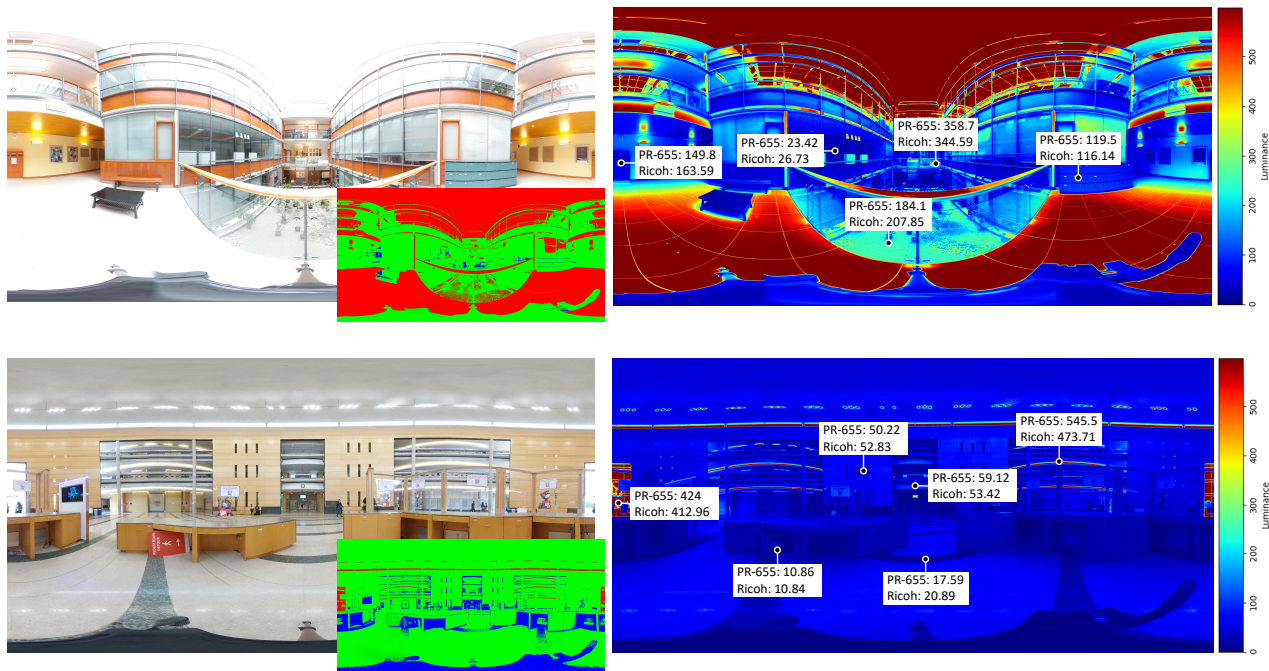 PR-655: 358.7
Ricoh: 344.59
PR-655: 23.42
Ricoh: 26.73
PR-655: 119.5
Ricoh: 116.14
PR-655: 149.8
Ricoh: 163.59
PR-655: 184.1
Ricoh: 207.85
500
400
300
200
100
0
Luminance
PR-655: 545.5
Ricoh: 473.71
PR-655: 50.22
Ricoh: 52.83
PR-655: 59.12
Ricoh: 53.42
PR-655: 424
Ricoh: 412.96
PR-655: 10.86
Ricoh: 10.84
PR-655: 17.59
Ricoh: 20.89
500
400
300
200
100
0
Luminance